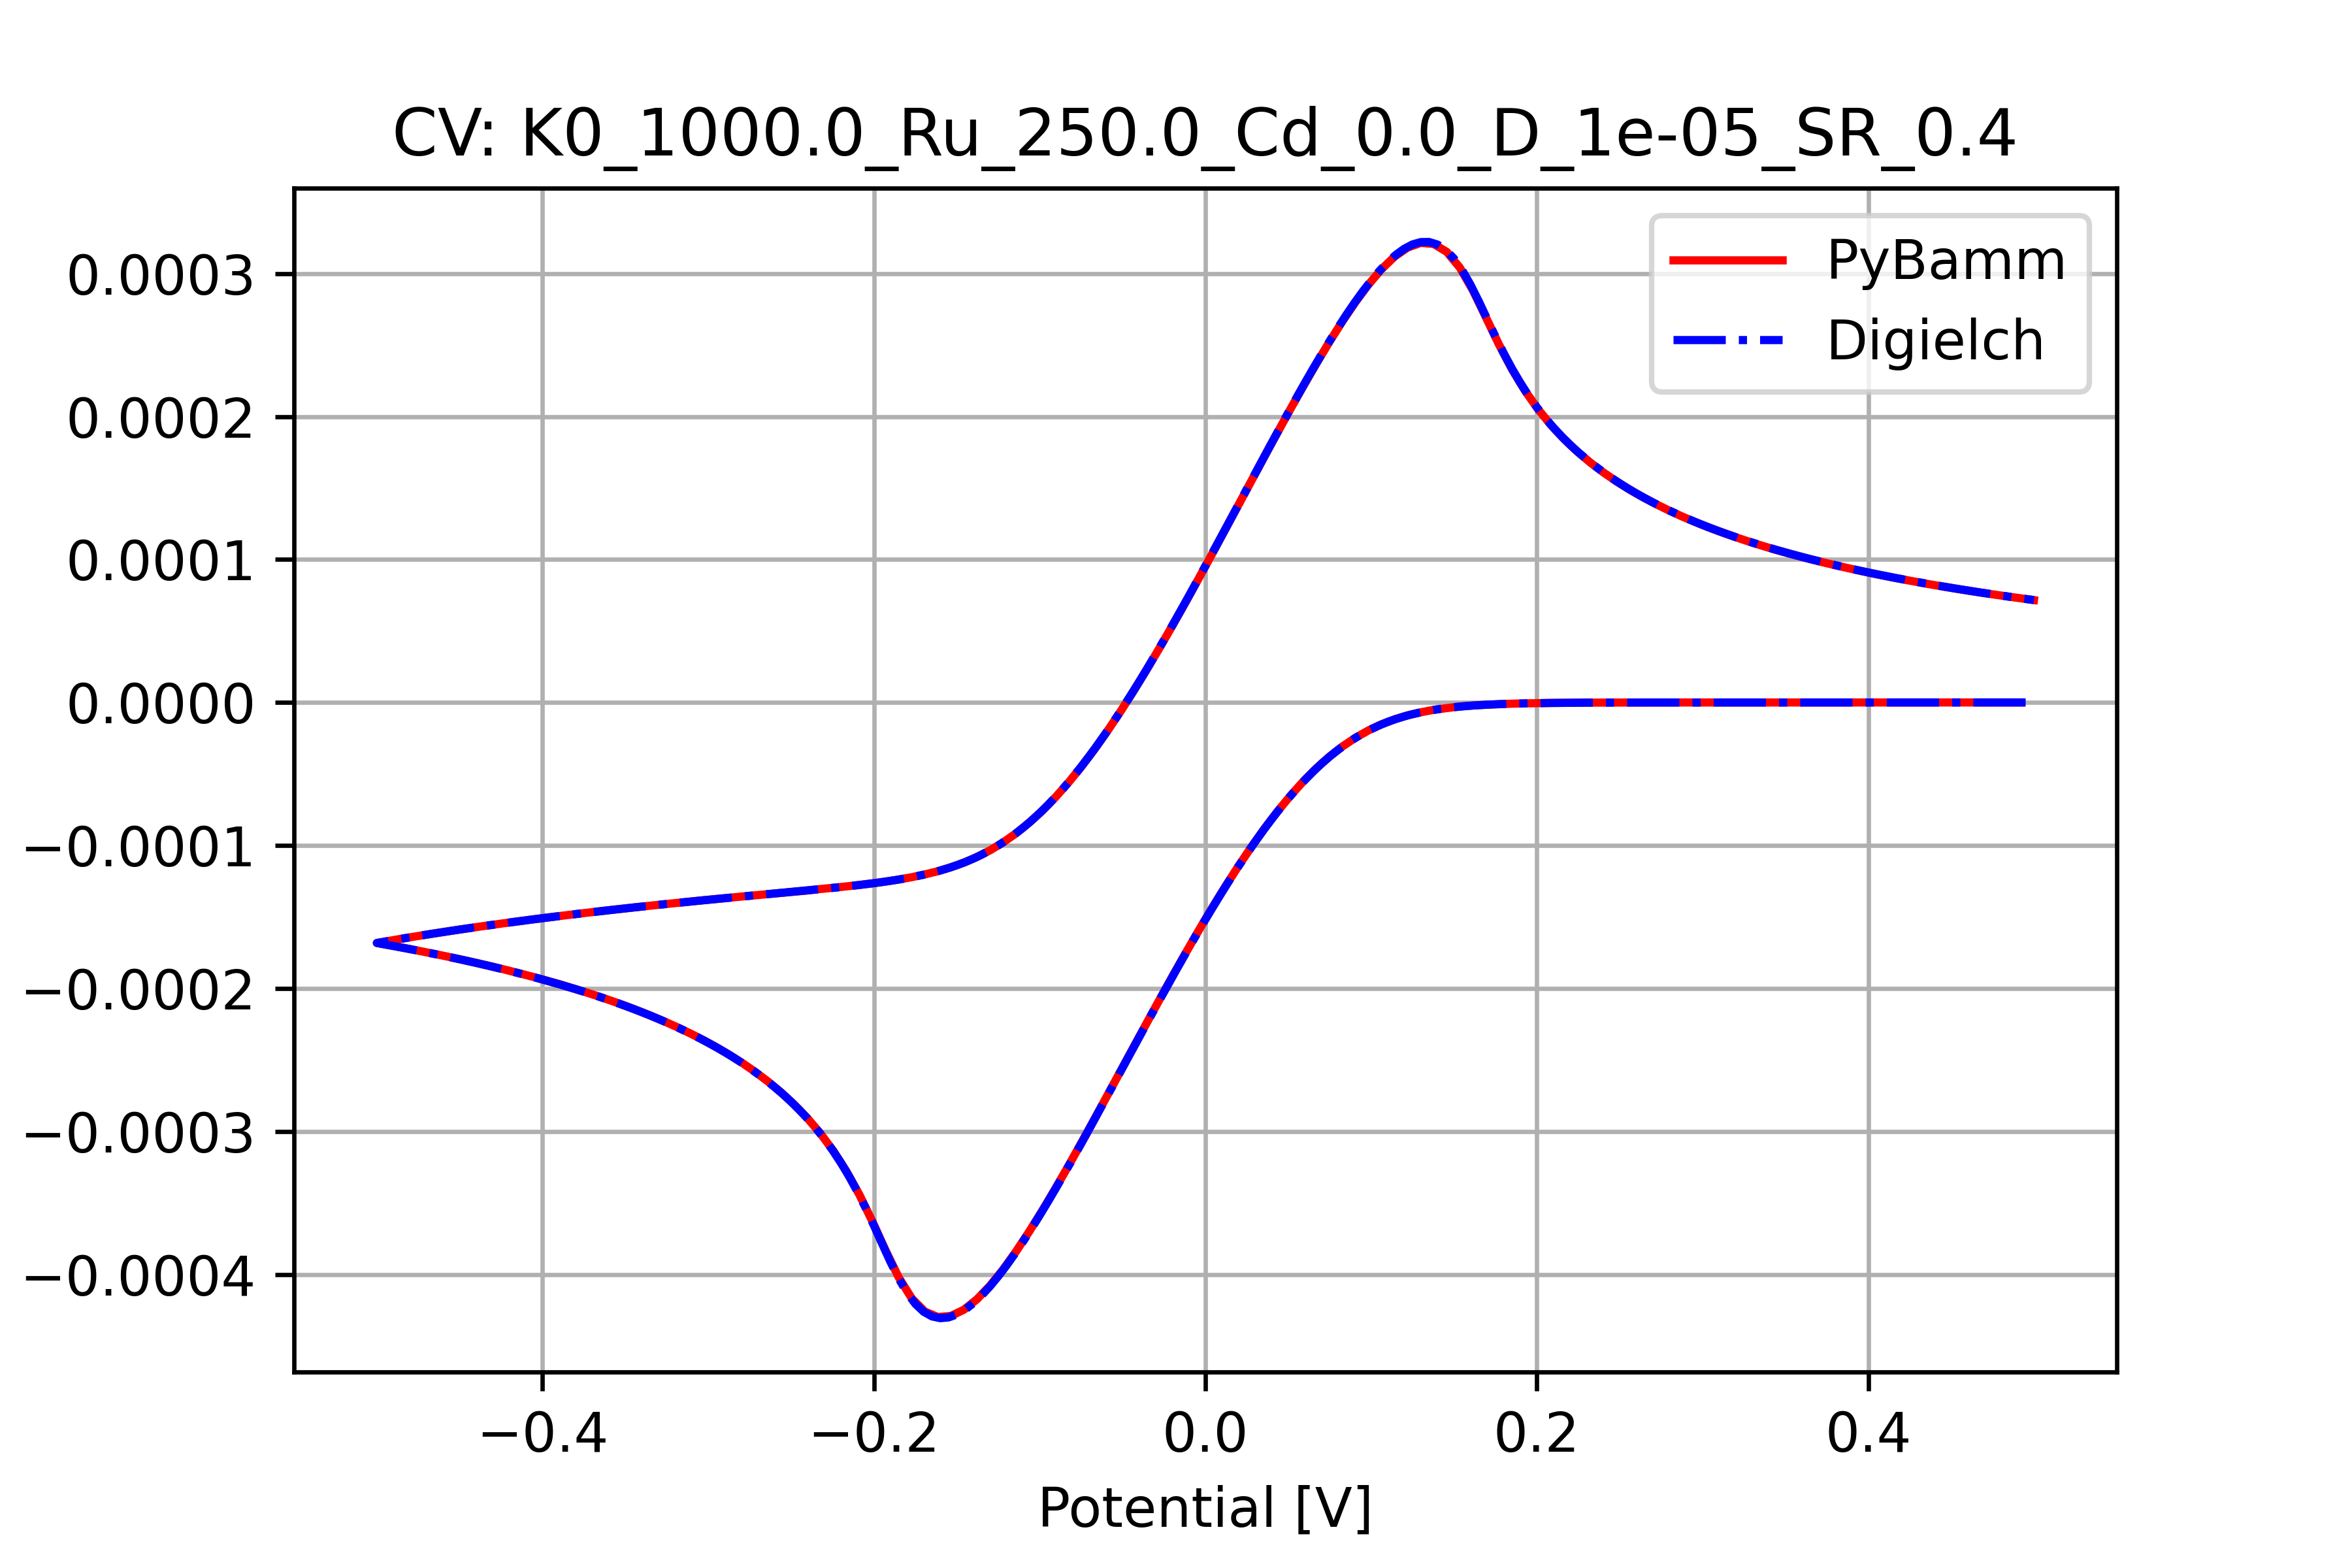 CV: K0_1000.0_Ru_250.0_Cd_0.0_D_1e-05_SR_0.4
PyBamm
Digielch
0.0003
0.0002
0.0001
0.0000
−0.0001
−0.0002
−0.0003
−0.0004
−0.4 −0.2 0.0 0.2 0.4
Potential [V]